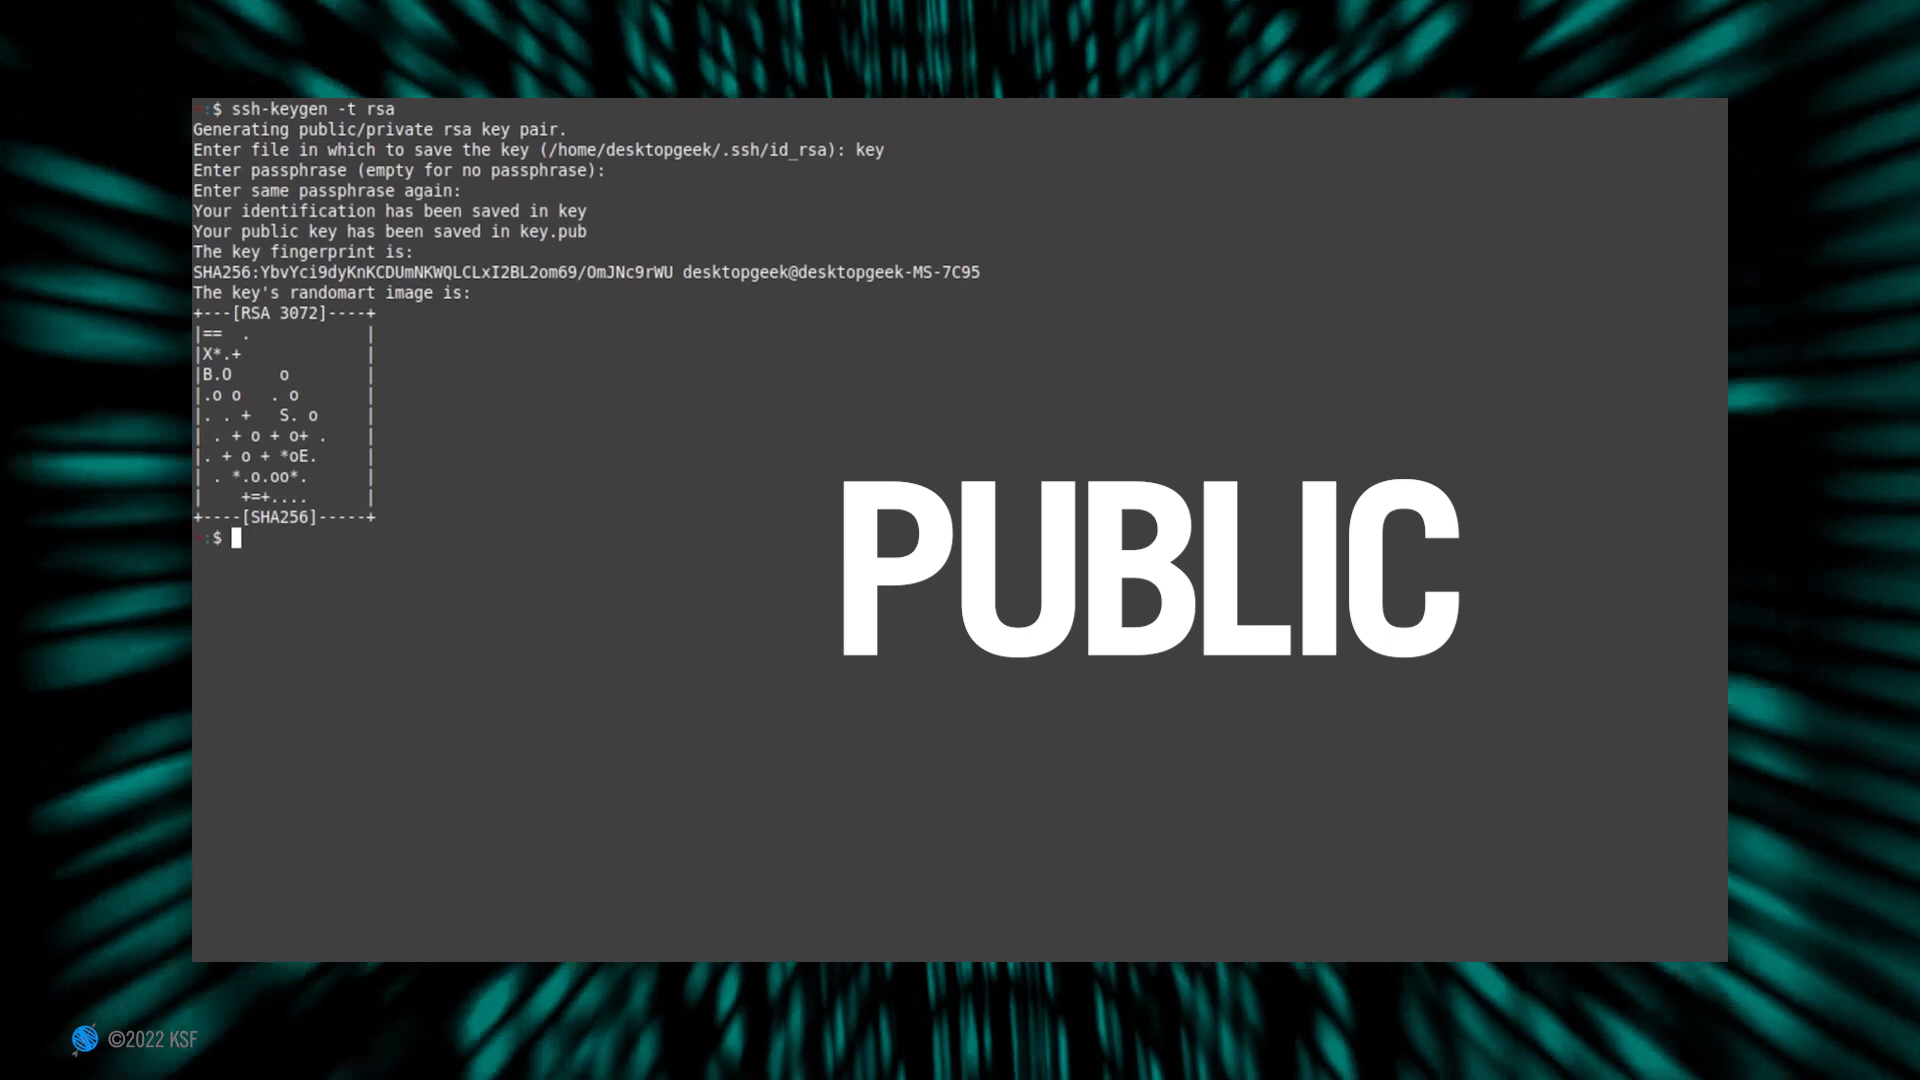 ~:$ ssh-keygen -t rsa
Generating public/private rsa key pair.
Enter file in which to save the key (/home/desktopgeek/.ssh/id_rsa): key
Enter passphrase (empty for no passphrase):
Enter same passphrase again:
Your identification has been saved in key
Your public key has been saved in key.pub
The key fingerprint is:
SHA256:YbvYci9dyKnKCDUmNKWQLCLxI2BL2om69/OmJNc9rWU desktopgeek@desktopgeek-MS-7C95
The key's randomart image is:
+---[RSA 3072]----+
|==  .            |
|X*.+             |
|B.O     o        |
|.o o   . o       |
|. . +   S. o     |
| . + o + o+ .    |
|. + o + *oE.     |
| . *.o.oo*.      |
|    +=+....      |
+----[SHA256]-----+
~:$
PUBLIC
©2022 KSF